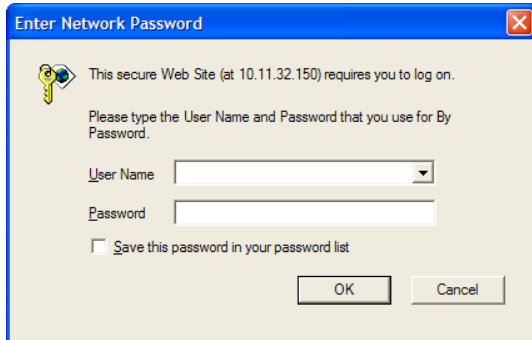 Enter Network Password
This secure Web Site (at 10.11.32.150) requires you to log on.
Please type the User Name and Password that you use for By
Password.
User Name
Password
Save this password in your password list
OK
Cancel